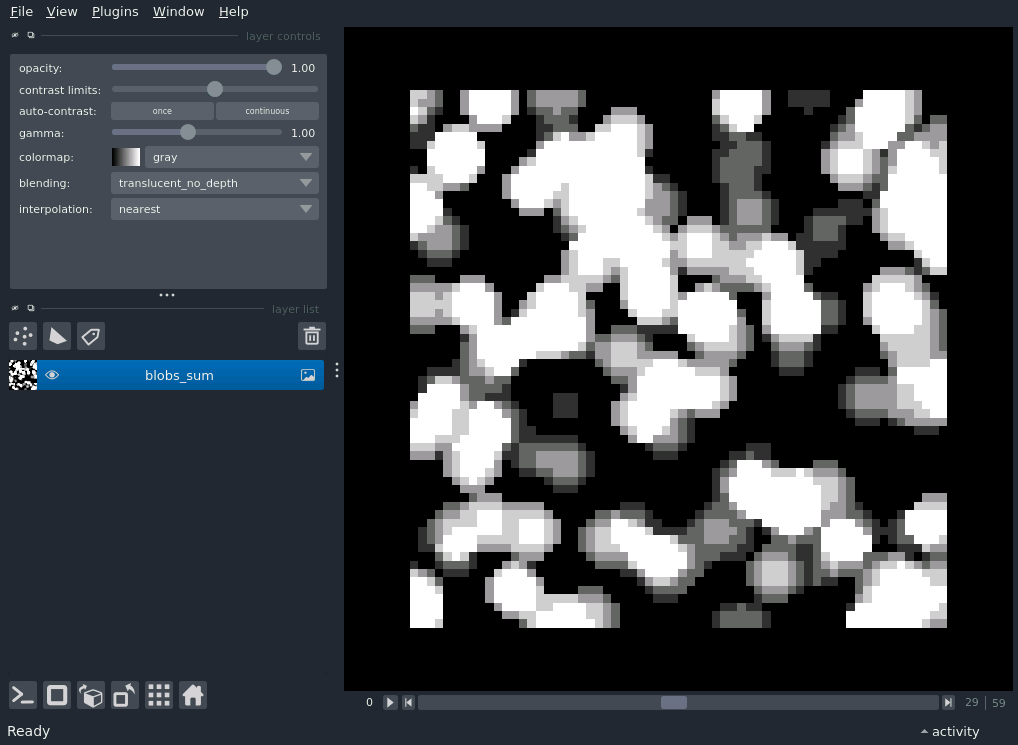 File View Plugins Window Help
layer controls
opacity: 1.00
contrast limits:
auto-contrast: once continuous
gamma: 1.00
colormap: gray
blending: translucent_no_depth
interpolation: nearest
layer list
blobs_sum
0 29 59
Ready activity